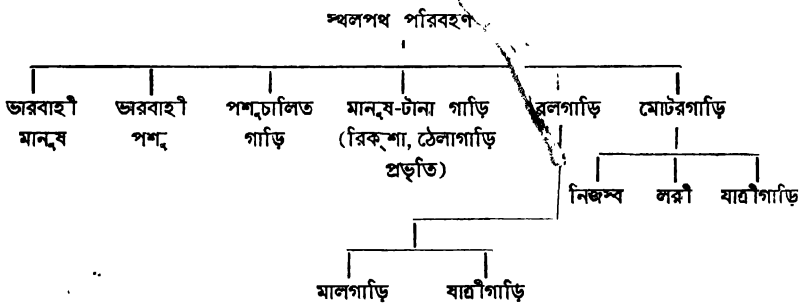 স্থলপথ পরিবহণ
ভারবাহী ভারবাহী পশুচালিত মানুষ-টানা গাড়ি রেলগাড়ি মোটরগাড়ি
মানুষ পশু গাড়ি (রিক্‌শা, ঠেলাগাড়ি
প্রভৃতি)
নিজস্ব লরী যাত্রীগাড়ি
মালগাড়ি যাত্রীগাড়ি